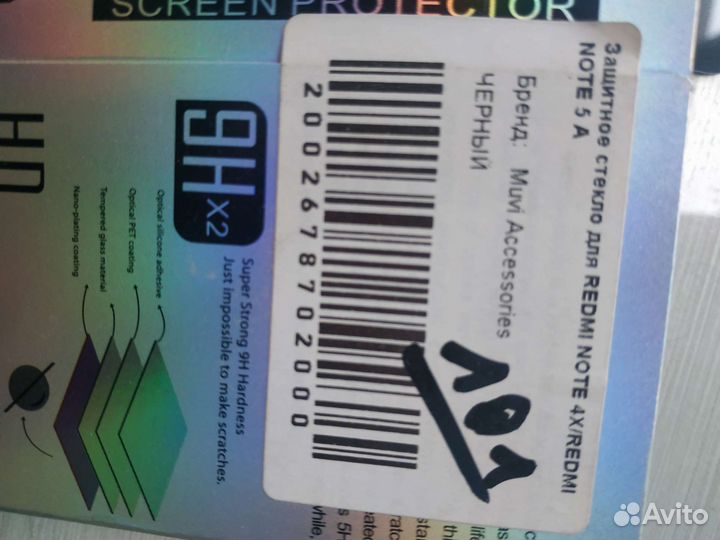 SCREEN PROTECTOR
Защитное стекло для REDMI NOTE 4X/REDMI
NOTE 5 A
Бренд: Muvi Accessories
ЧЕРНЫЙ
2002678702000
101
9H X2
Super Strong 9H Hardness
Just impossible to make scratches.
Optical silicone adhesive
Optical PET coating
Tempered glass material
Nano-plating coating
Avito